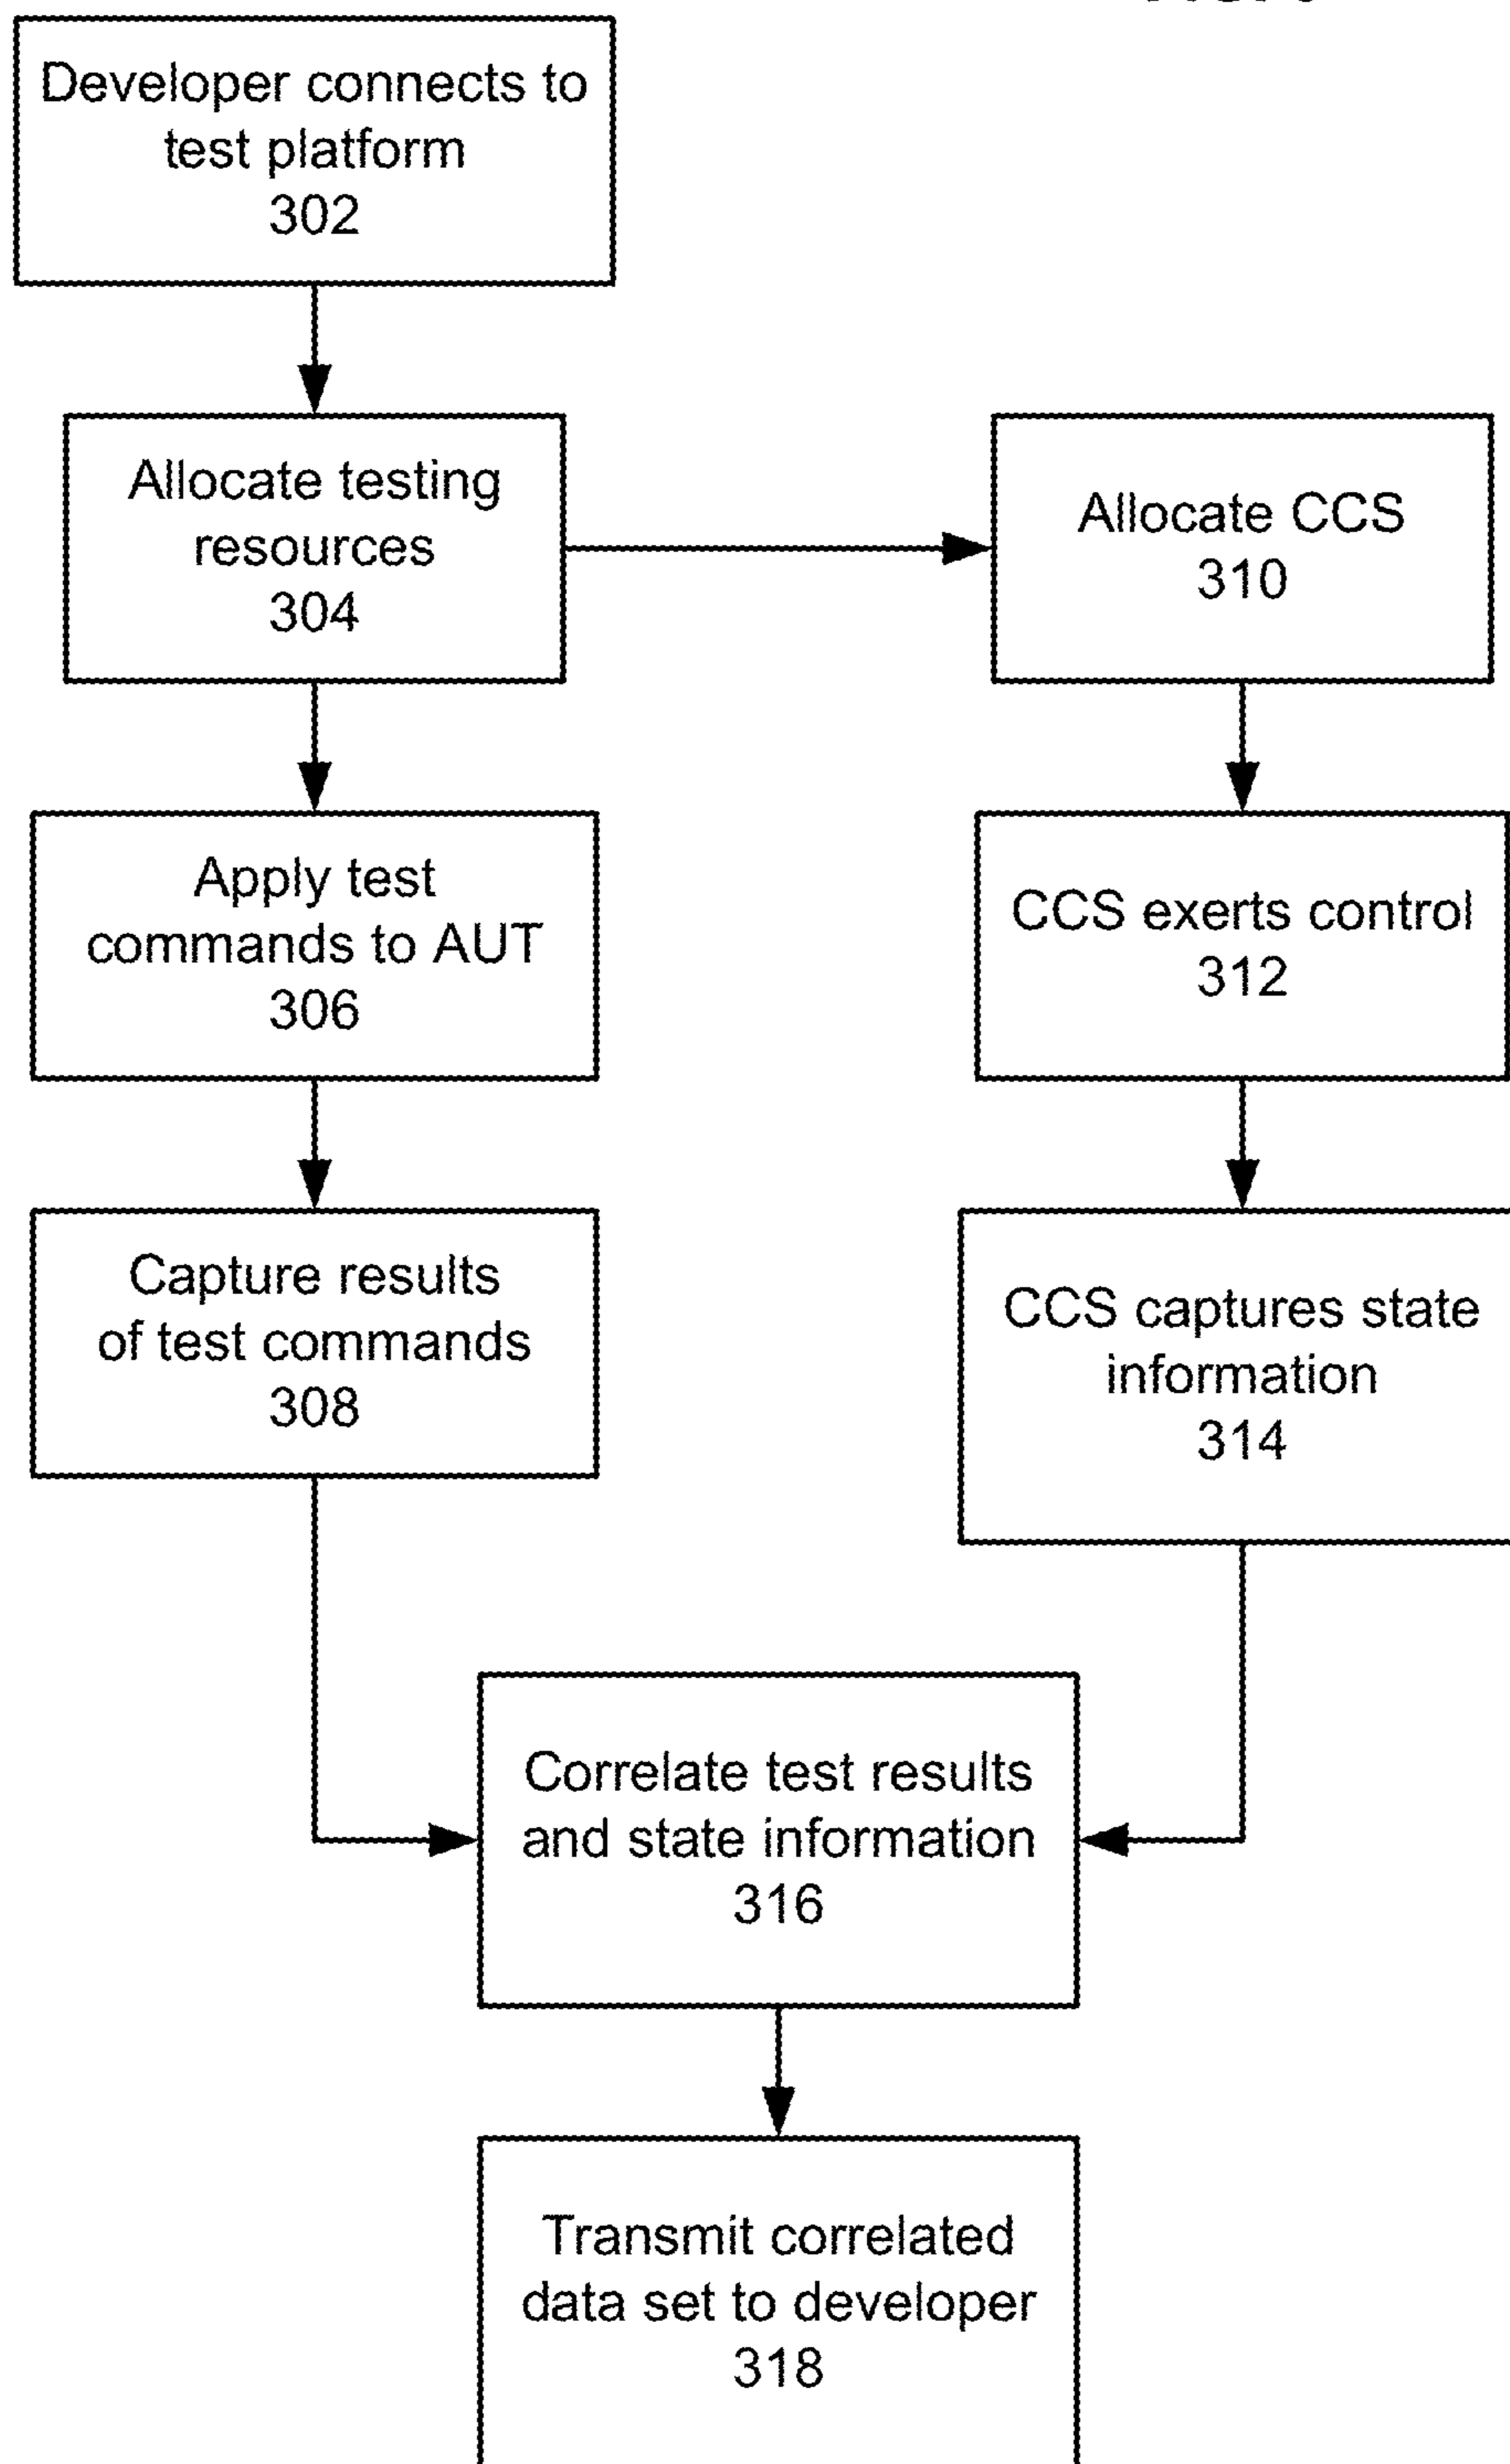 Developer connects to
test platform
302
Allocate testing
resources
304
Allocate CCS
310
Apply test
commands to AUT
306
CCS exerts control
312
Capture results
of test commands
308
CCS captures state
information
314
Correlate test results
and state information
316
Transmit correlated
data set to developer
318